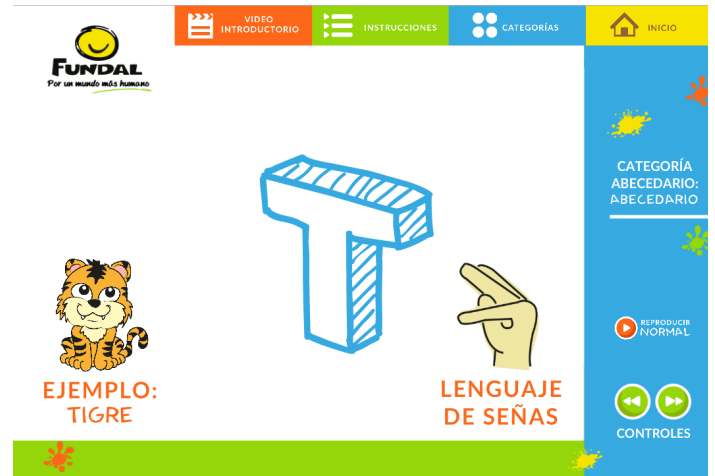 FUNDAL
Por un mundo más humano
VIDEO
INTRODUCTORIO
INSTRUCCIONES
CATEGORÍAS
INICIO
T
CATEGORÍA
ABECEDARIO:
ABECEDARIO
REPRODUCIR
NORMAL
CONTROLES
EJEMPLO:
TIGRE
LENGUAJE
DE SEÑAS